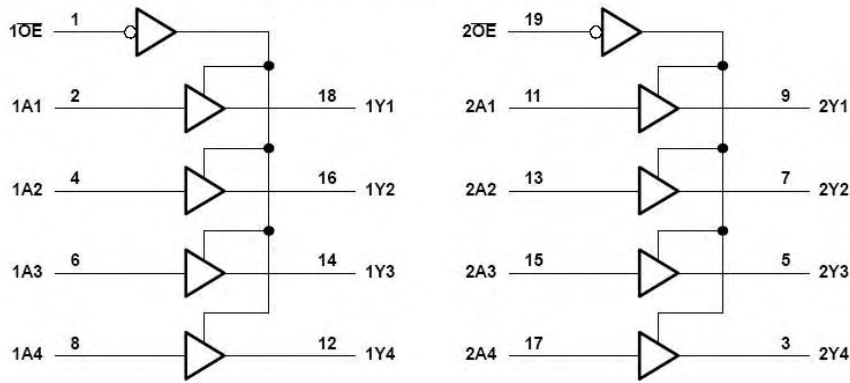 1OE 1 2OE 19
1A1 2 18 1Y1 2A1 11 9 2Y1
1A2 4 16 1Y2 2A2 13 7 2Y2
1A3 6 14 1Y3 2A3 15 5 2Y3
1A4 8 12 1Y4 2A4 17 3 2Y4